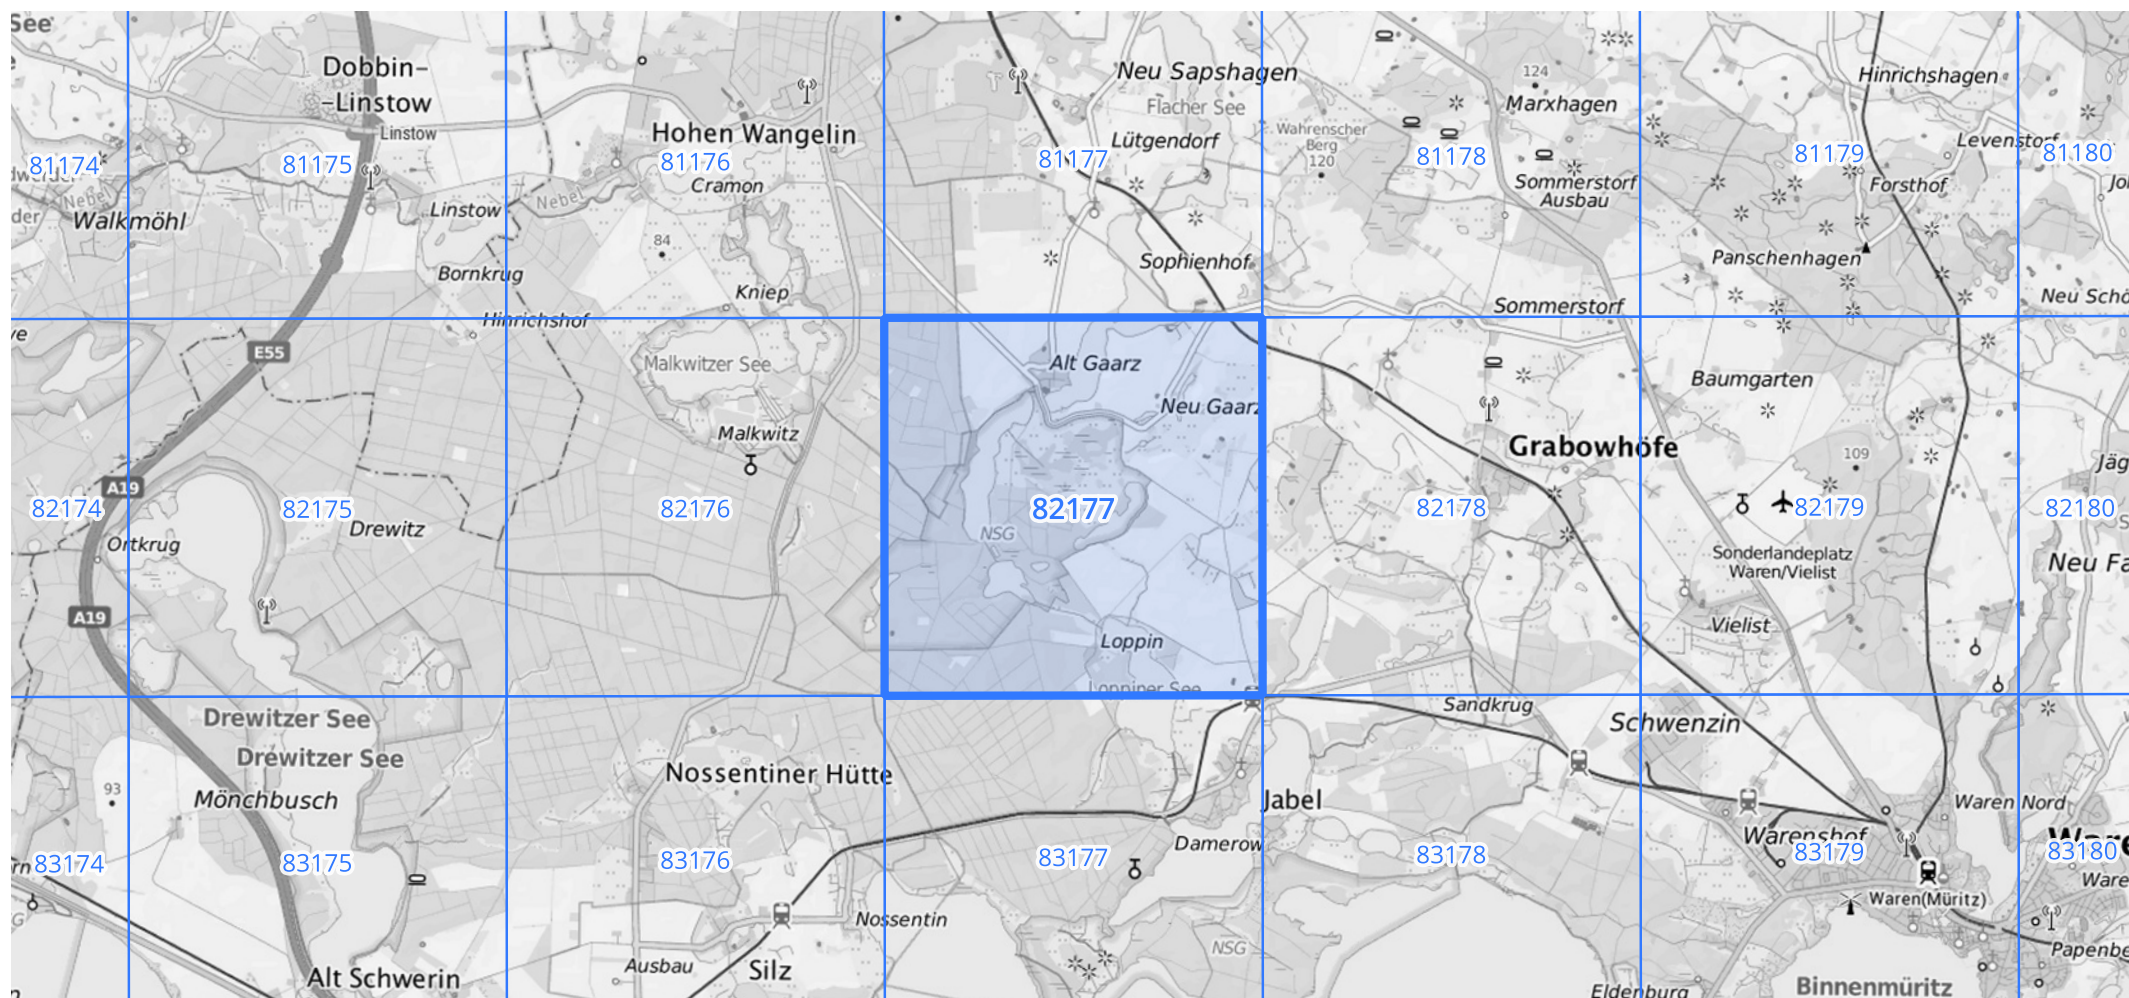 See
Dobbin-
-Linstow
Linstow
81174
81175
Nebel
Walkmöhl
Linstow
Bornkrug
Hinrichshof
Hohen Wangelin
81176
Cramon
Nebel
84
Kniep
Neu Sapshagen
Flacher See
Lütgendorf
81177
Sophienhof
124
Marxhagen
Wahrenscher
Berg
120
81178
Sommerstorf
Ausbau
Sommerstorf
Hinrichshagen
Levenstorf
81179
81180
Forsthof
Panschenhagen
Neu Schö
E55
A19
82174
82175
Ortkrug
Drewitz
A19
Malkwitzer See
Malkwitz
82176
Alt Gaarz
Neu Gaarz
82177
NSG
Loppin
Loppiner See
Grabowhöfe
82178
Baumgarten
109
82179
Sonderlandeplatz
Waren/Vielist
Vielist
82180
Jäg
Neu Fa
Drewitzer See
Drewitzer See
93
Mönchbusch
83174
83175
Alt Schwerin
Nossentiner Hütte
83176
Nossentin
Ausbau
Silz
83177
Damerow
NSG
Jabel
Sandkrug
83178
Eldenburg
Schwenzin
Waren Nord
Warenshof
83179
Ware
83180
Ware
Waren(Müritz)
Papenbe
Binnenmüritz